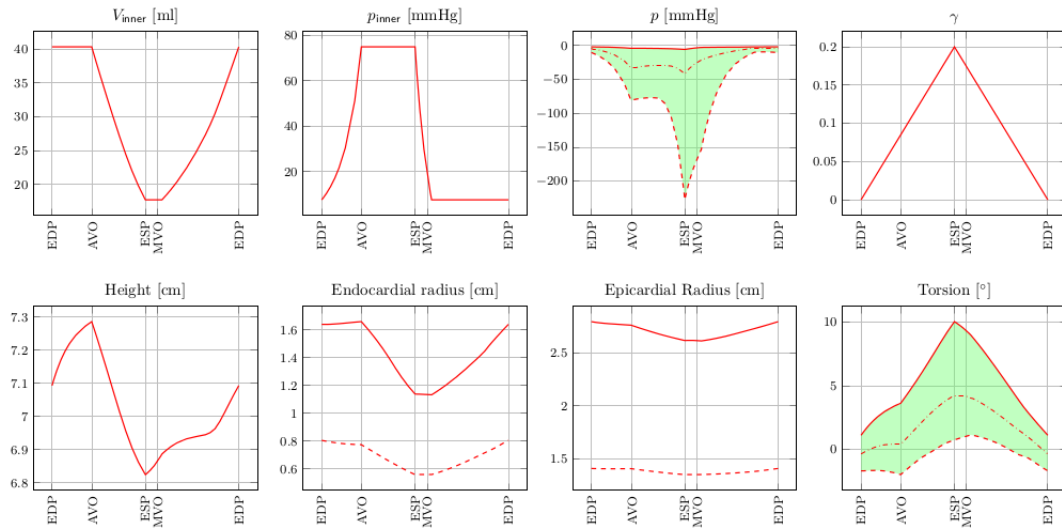 V_inner [ml]
40
30
20
EDP
AVO
ESP
MVO
EDP
p_inner [mmHg]
80
60
40
20
EDP
AVO
ESP
MVO
EDP
p [mmHg]
0
−50
−100
−150
−200
EDP
AVO
ESP
MVO
EDP
γ
0.2
0.15
0.1
0.05
0
EDP
AVO
ESP
MVO
EDP
Height [cm]
7.3
7.2
7.1
7
6.9
6.8
EDP
AVO
ESP
MVO
EDP
Endocardial radius [cm]
1.6
1.4
1.2
1
0.8
0.6
EDP
AVO
ESP
MVO
EDP
Epicardial Radius [cm]
2.5
2
1.5
EDP
AVO
ESP
MVO
EDP
Torsion [°]
10
5
0
EDP
AVO
ESP
MVO
EDP